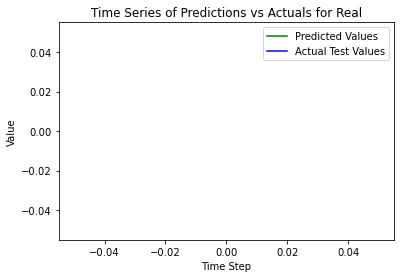 Time Series of Predictions vs Actuals for Real
Predicted Values
Actual Test Values
0.04
0.02
0.00
−0.02
−0.04
Value
−0.04 −0.02 0.00 0.02 0.04
Time Step